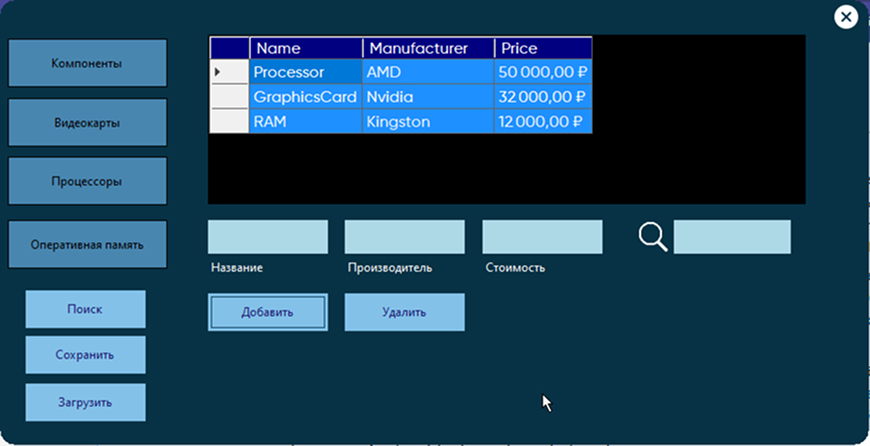 Компоненты
Видеокарты
Процессоры
Оперативная память
Поиск
Сохранить
Загрузить
Name Manufacturer Price
Processor AMD 50 000,00 ₽
GraphicsCard Nvidia 32 000,00 ₽
RAM Kingston 12 000,00 ₽
Название Производитель Стоимость
Добавить Удалить